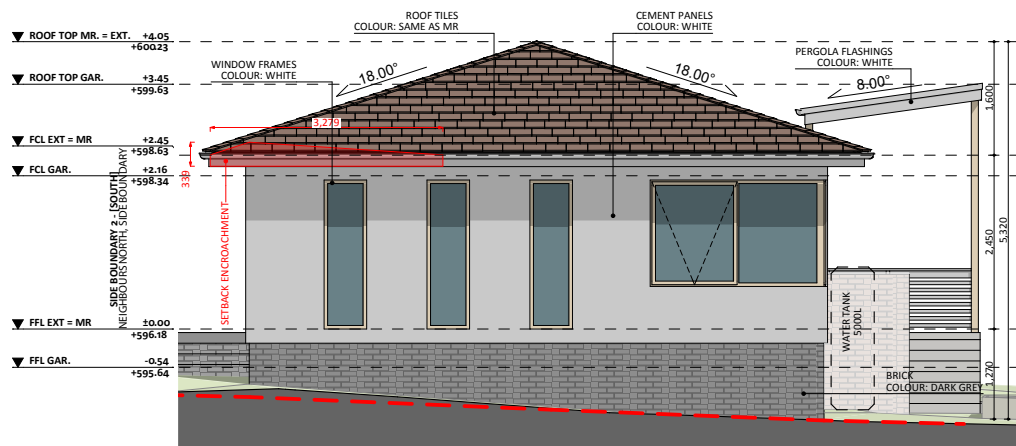 ROOF TOP MR. = EXT. +4.05
+600.23
ROOF TOP GAR. +3.45
+599.63
FCL EXT = MR +2.45
+598.63
FCL GAR. +2.16
+598.34
FFL EXT = MR ±0.00
+596.18
FFL GAR. -0.54
+595.64
SIDE BOUNDARY 2 - [SOUTH]
NEIGHBOURS NORTH, SIDE BOUNDARY
SETBACK ENCROACHMENT
339
3,279
WINDOW FRAMES
COLOUR: WHITE
ROOF TILES
COLOUR: SAME AS MR
CEMENT PANELS
COLOUR: WHITE
PERGOLA FLASHINGS
COLOUR: WHITE
18.00°
18.00°
8.00°
WATERTANK
5000L
BRICK
COLOUR: DARK GREY
1,600
2,450
1,270
5,320